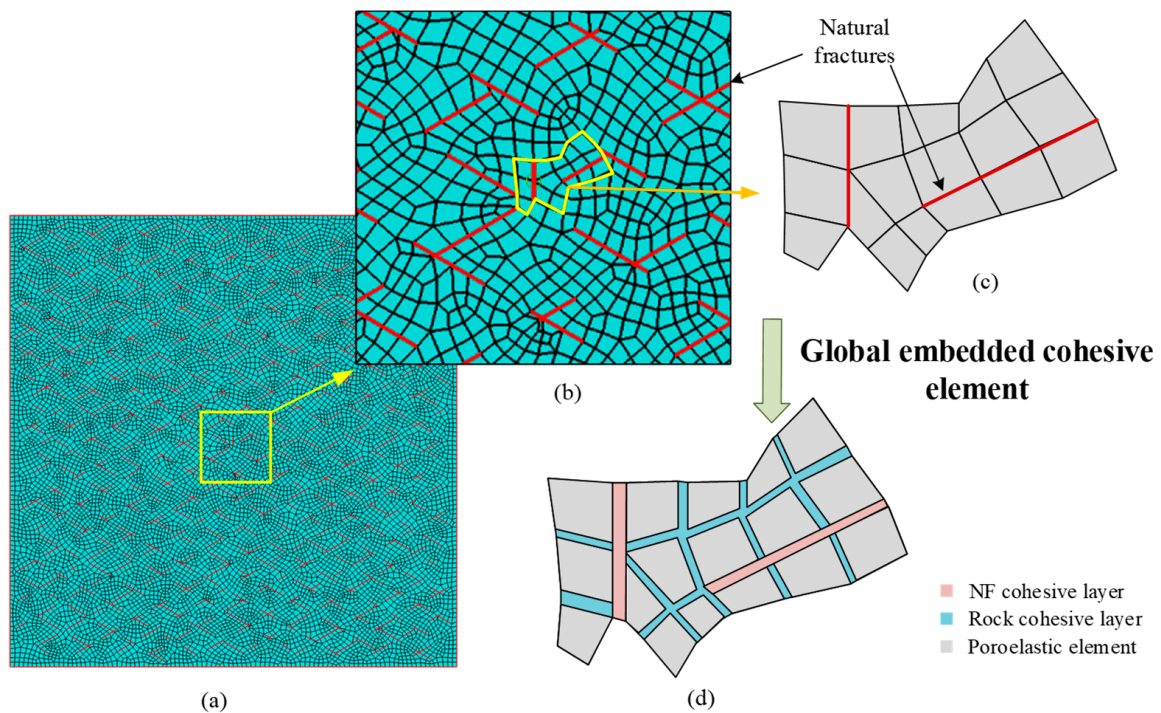 Natural
fractures
(c)
(b)
Global embedded cohesive
element
NF cohesive layer
Rock cohesive layer
Poroelastic element
(a)
(d)